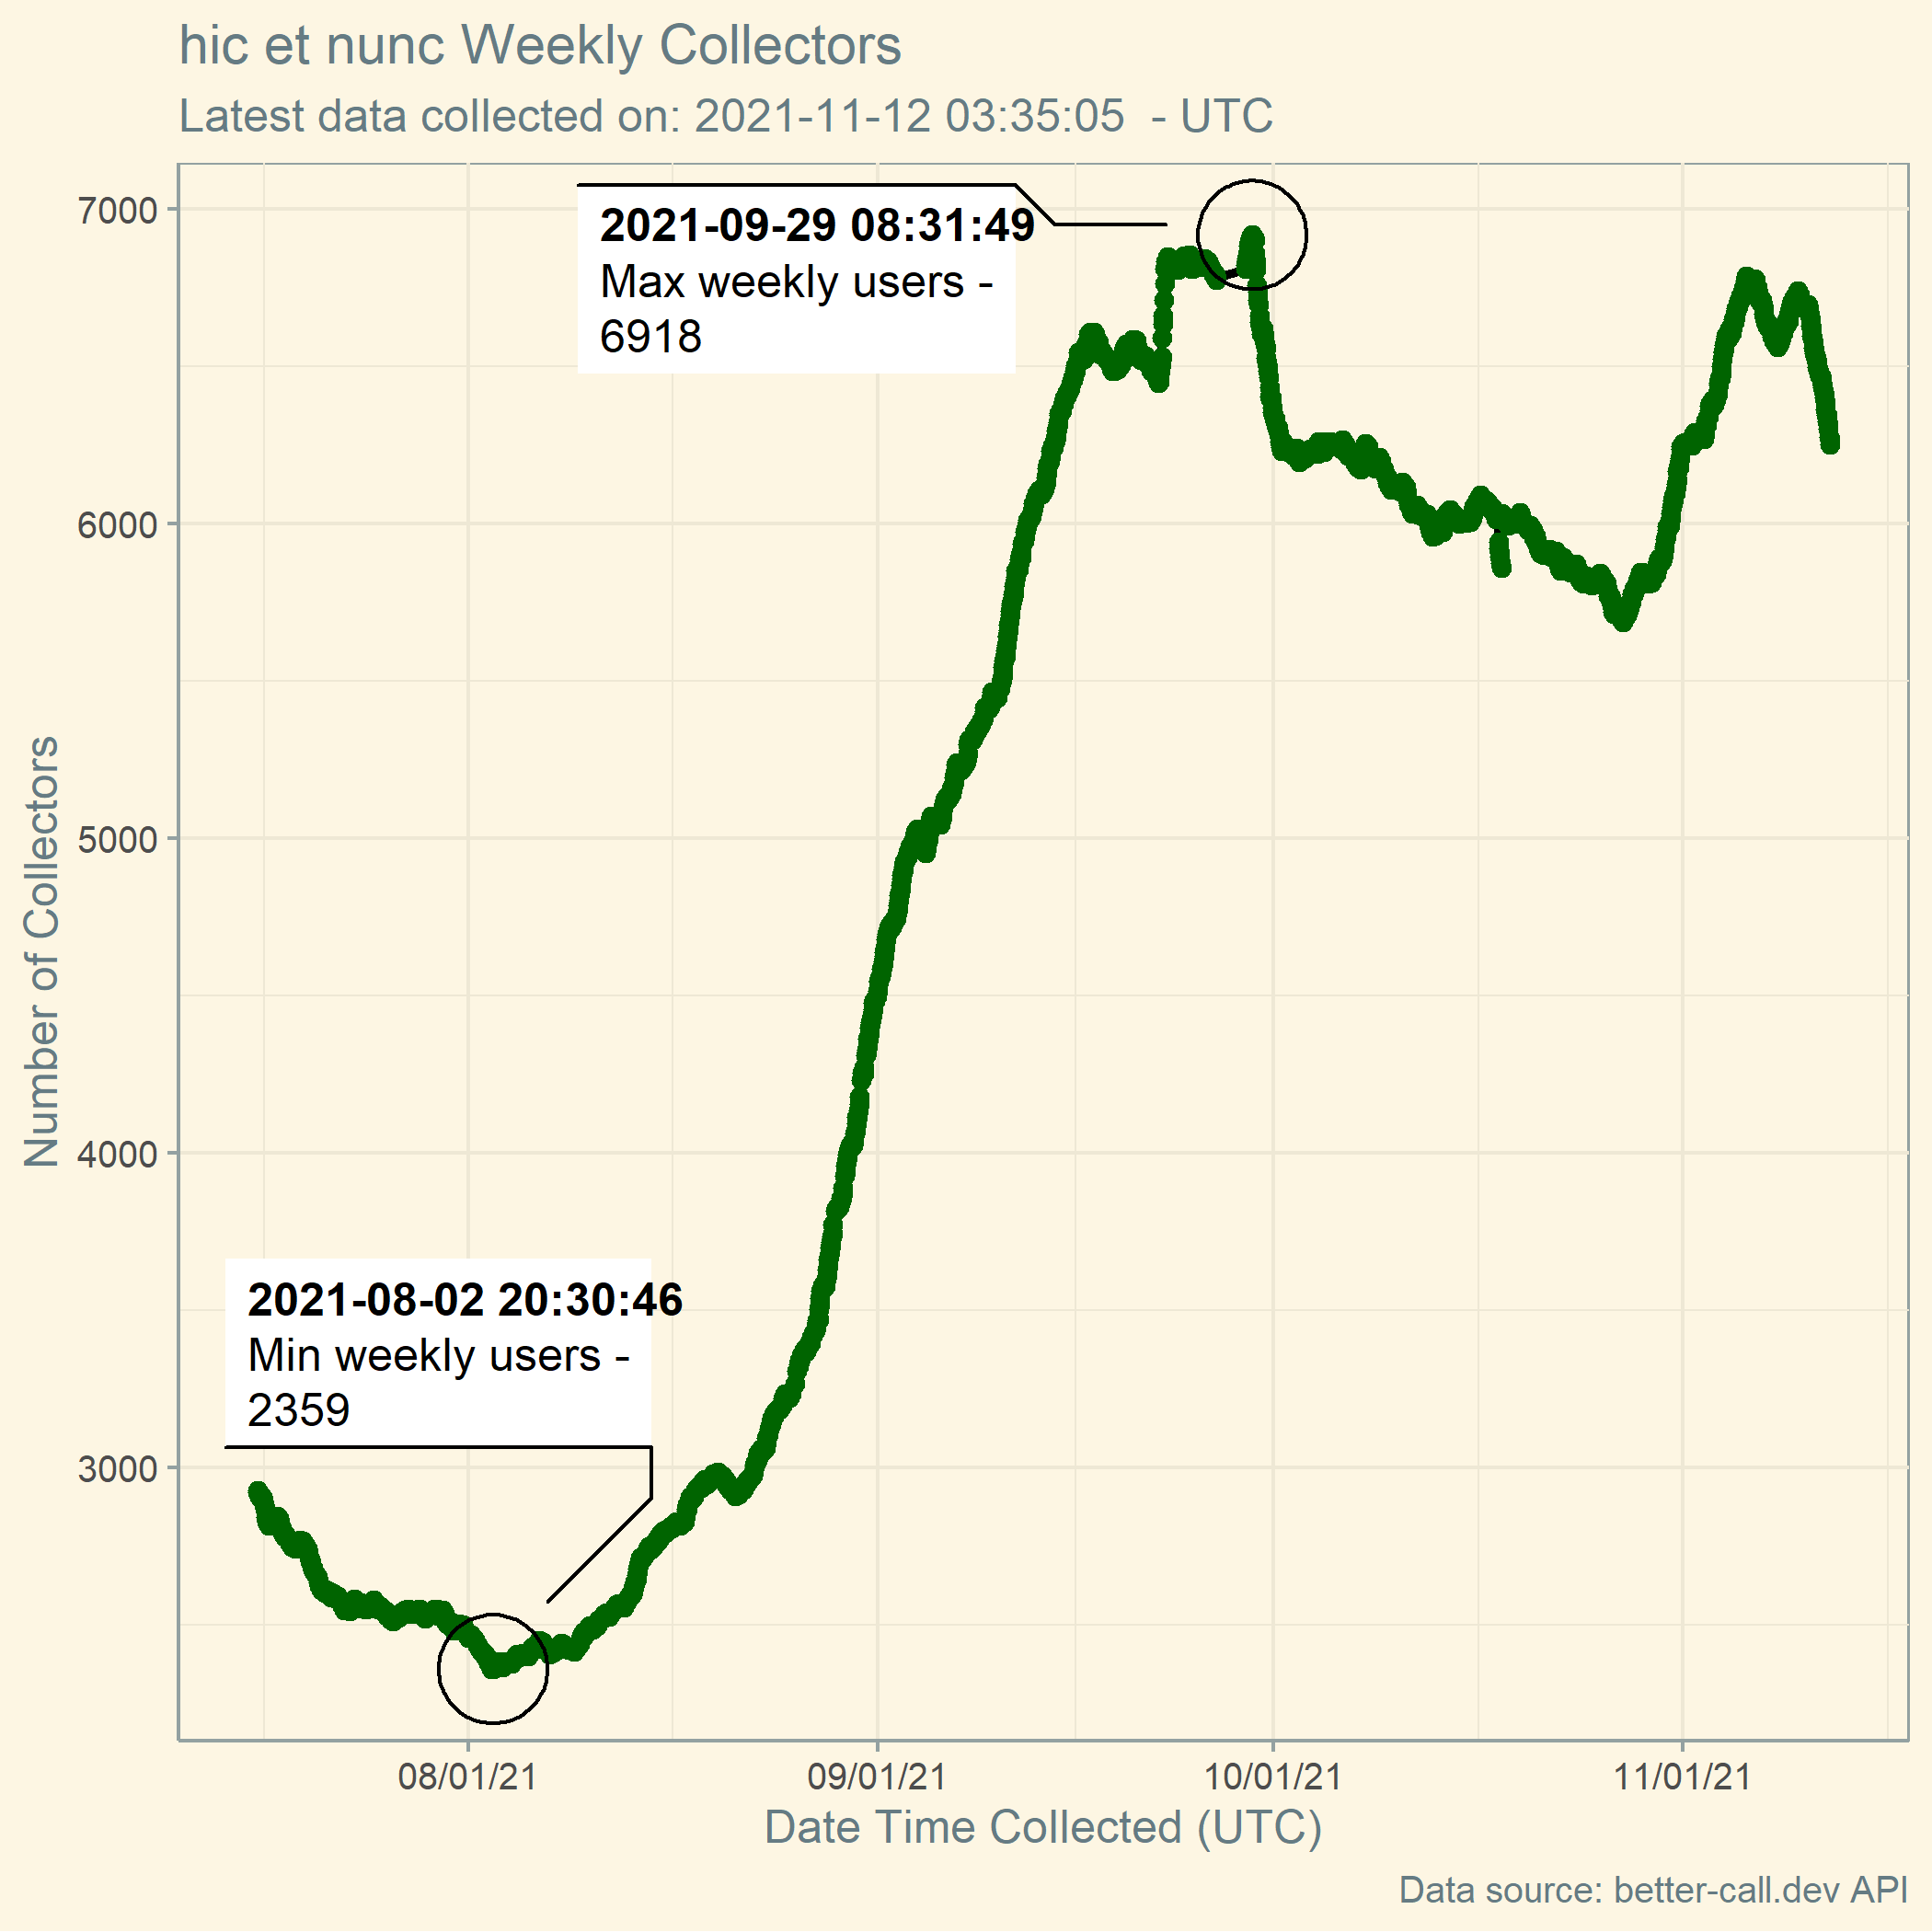 hic et nunc Weekly Collectors
Latest data collected on: 2021-11-12 03:35:05  - UTC
2021-09-29 08:31:49
Max weekly users -
6918
7000
6000
5000
4000
3000
Number of Collectors
2021-08-02 20:30:46
Min weekly users -
2359
08/01/21
09/01/21
10/01/21
11/01/21
Date Time Collected (UTC)
Data source: better-call.dev API